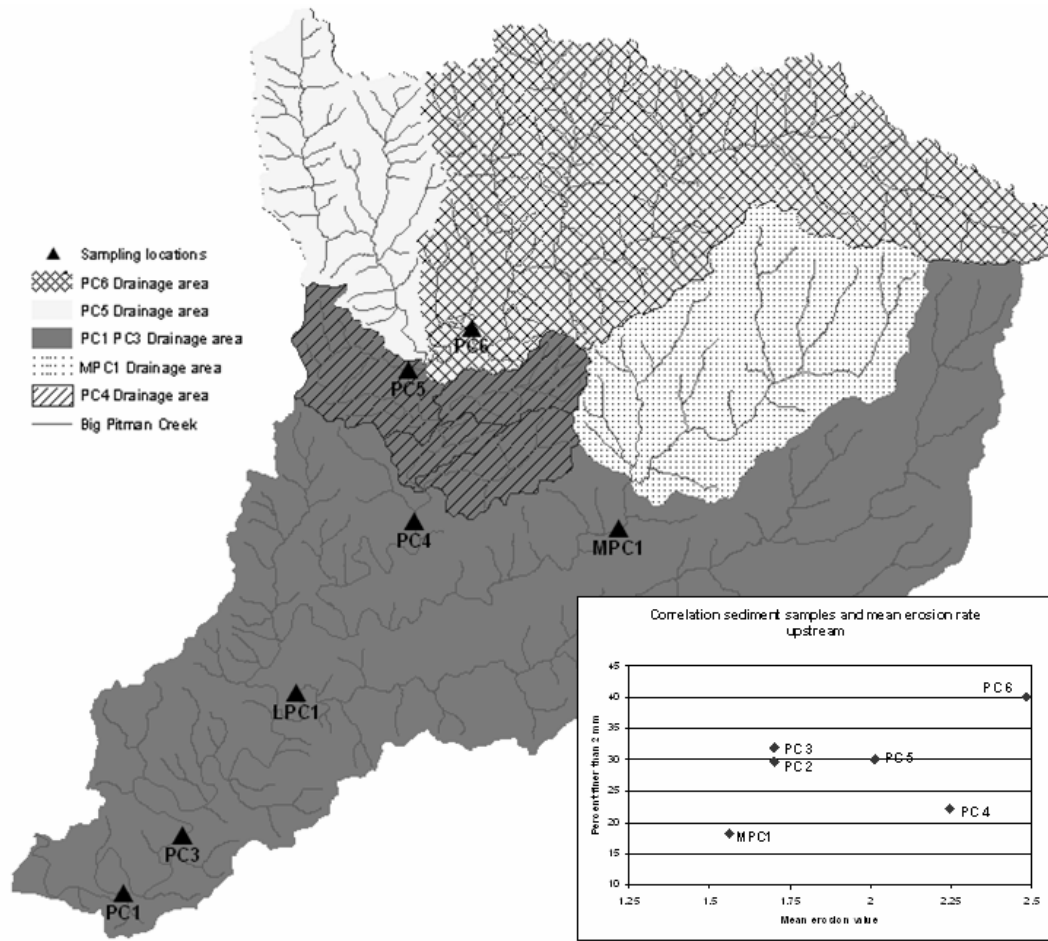 Sampling locations
PC6 Drainage area
PC5 Drainage area
PC1 PC3 Drainage area
MPC1 Drainage area
PC4 Drainage area
Big Pitman Creek
PC6
PC5
PC4
MPC1
LPC1
PC3
PC1
Correlation sediment samples and mean erosion rate
upstream
Percent finer than 2 mm
45
40
35
30
25
20
15
10
PC6
PC3
PC2
PC5
PC4
MPC1
1.25 1.5 1.75 2 2.25 2.5
Mean erosion value